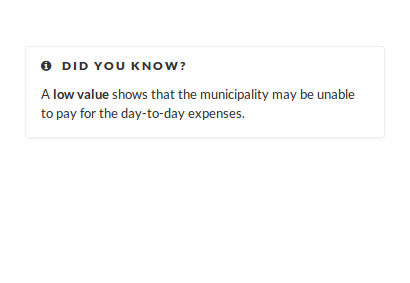 DID YOU KNOW?
A low value shows that the municipality may be unable
to pay for the day-to-day expenses.